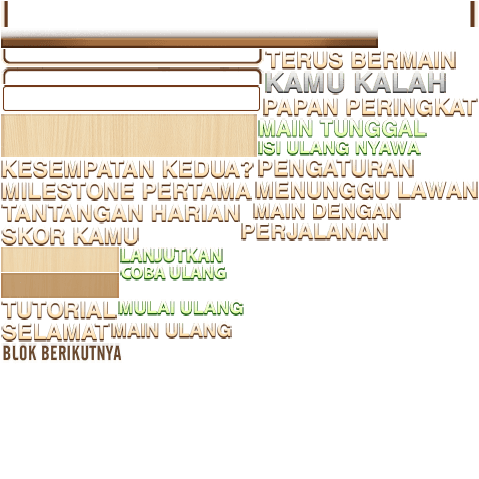 TERUS BERMAIN
KAMU KALAH
PAPAN PERINGKAT
MAIN TUNGGAL
ISI ULANG NYAWA
KESEMPATAN KEDUA?
PENGATURAN
MILESTONE PERTAMA
MENUNGGU LAWAN
TANTANGAN HARIAN
MAIN DENGAN
SKOR KAMU
PERJALANAN
LANJUTKAN
COBA ULANG
TUTORIAL
MULAI ULANG
SELAMAT
MAIN ULANG
BLOK BERIKUTNYA